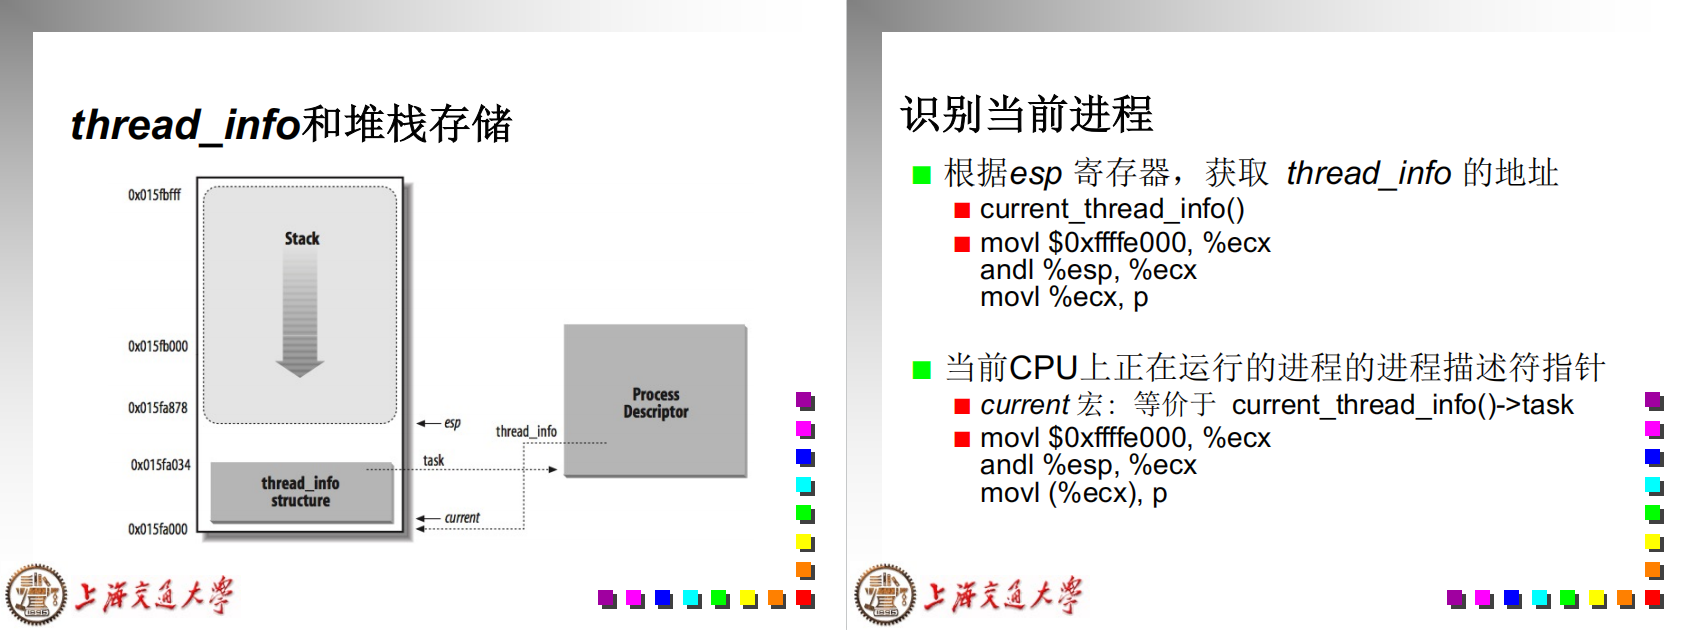 thread_info和堆栈存储
0x015fbfff
Stack
0x015fb000
0x015fa878
esp
thread_info
Process
Descriptor
0x015fa034
task
thread_info
structure
current
0x015fa000
1896
上海交通大学
识别当前进程
根据esp 寄存器，获取 thread_info 的地址
current_thread_info()
movl $0xffffe000, %ecx
andl %esp, %ecx
movl %ecx, p
当前CPU上正在运行的进程的进程描述符指针
current 宏：等价于 current_thread_info()->task
movl $0xffffe000, %ecx
andl %esp, %ecx
movl (%ecx), p
1896
上海交通大学